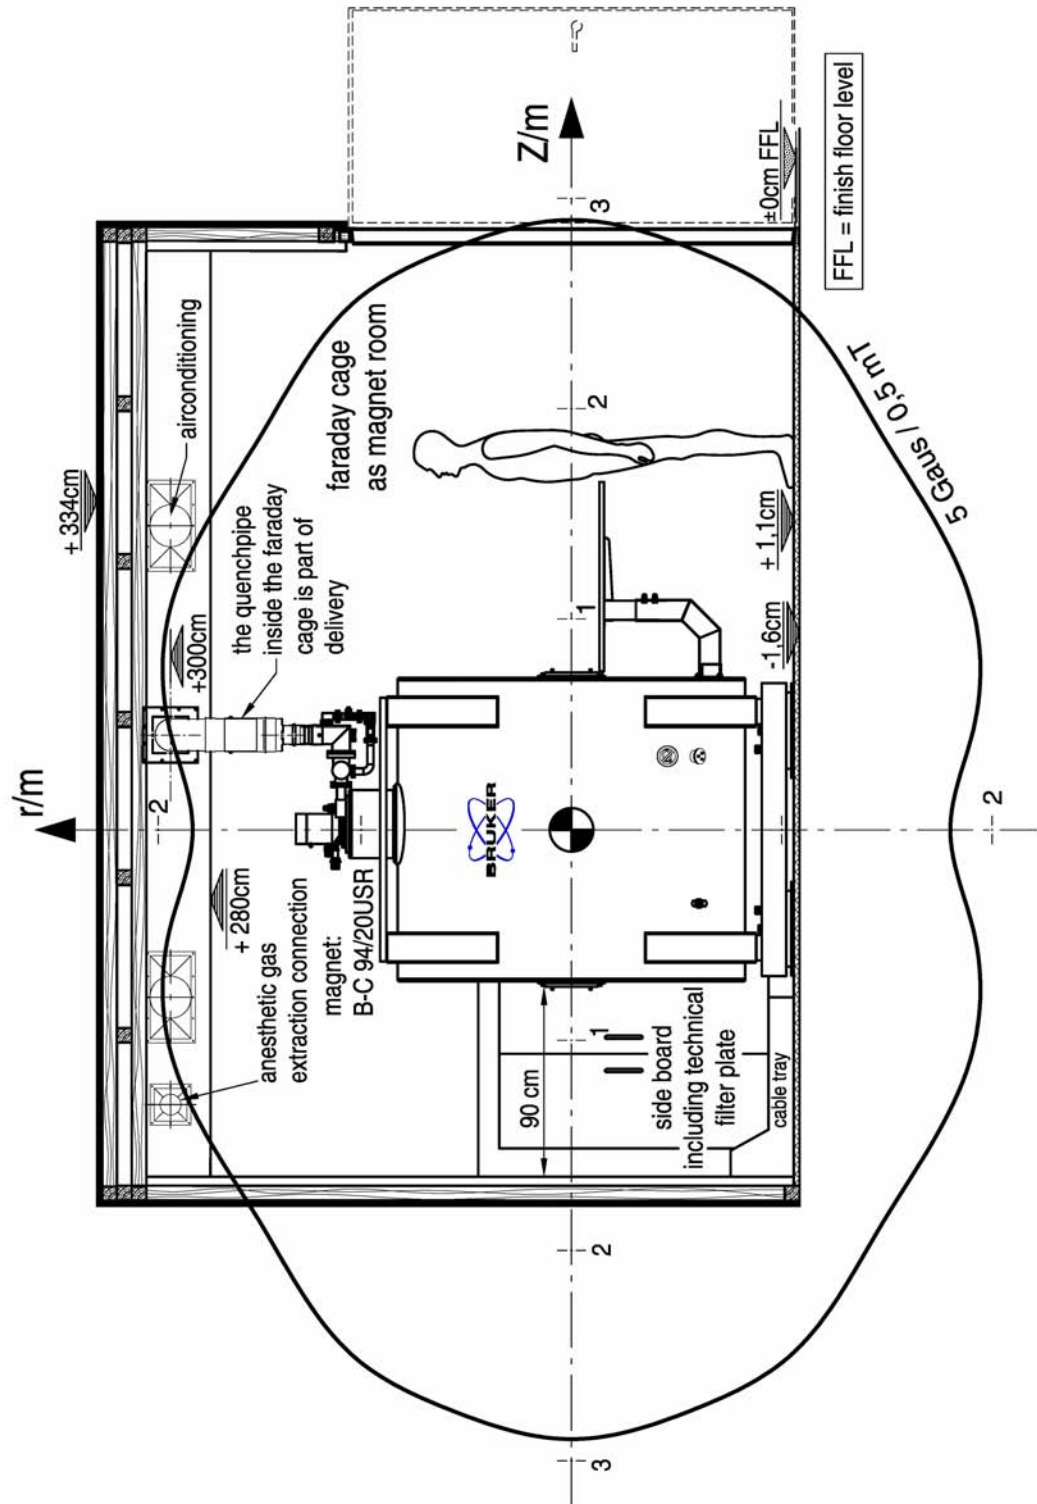 r/m
+ 334cm
airconditioning
+300cm
the quenchpipe
inside the faraday
cage is part of
delivery
2
+ 280cm
anesthetic gas
extraction connection
magnet:
B-C 94/20USR
faraday cage
as magnet room
BRUKER
Z/m
3
2
1
1
2
3
90 cm
side board
including technical
filter plate
cable tray
-1,6cm
+ 1,1cm
±0cm FFL
FFL = finish floor level
5 Gaus / 0,5 mT
2